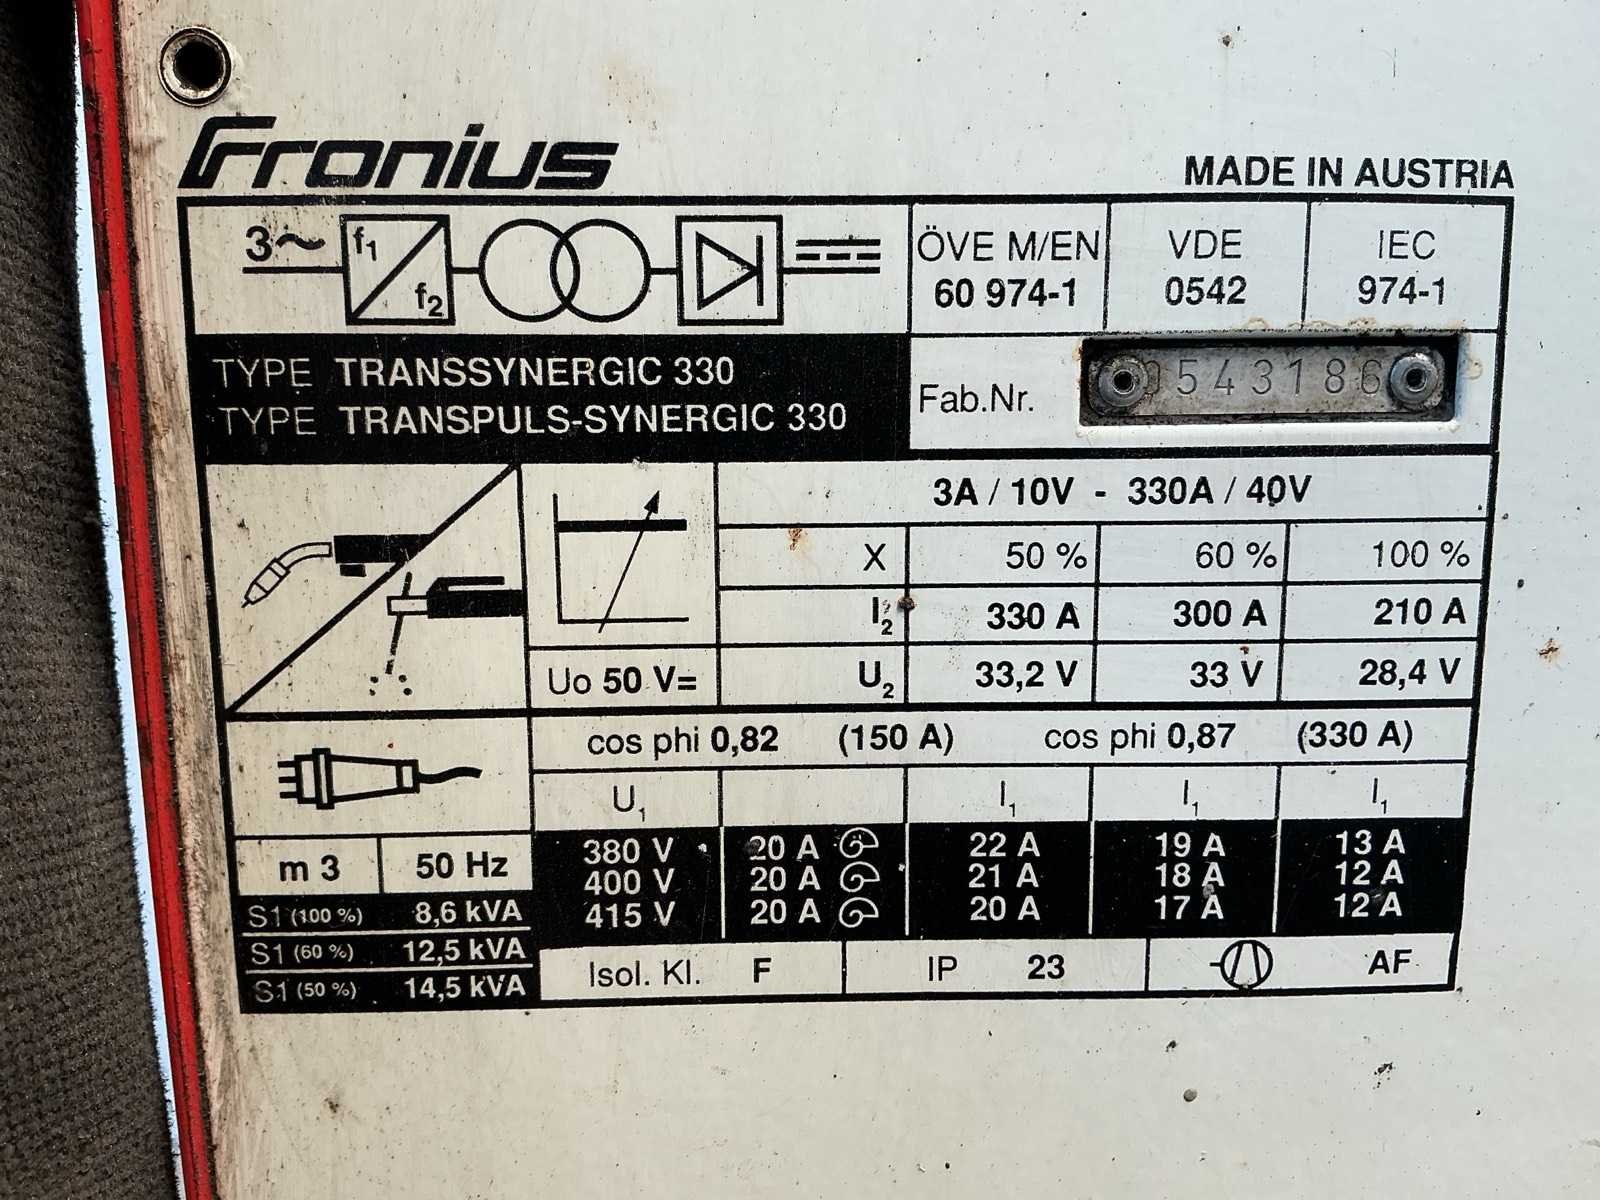 Fronius
MADE IN AUSTRIA
3~ f1 f2
ÖVE M/EN 60 974-1
VDE 0542
IEC 974-1
TYPE TRANSSYNERGIC 330
TYPE TRANSPULS-SYNERGIC 330
Fab.Nr. 0543186
3A / 10V - 330A / 40V
X 50 % 60 % 100 %
I2 330 A 300 A 210 A
Uo 50 V= U2 33,2 V 33 V 28,4 V
cos phi 0,82 (150 A) cos phi 0,87 (330 A)
U1 I1 I1 I1
380 V 20 A 22 A 19 A 13 A
400 V 20 A 21 A 18 A 12 A
415 V 20 A 20 A 17 A 12 A
m 3 50 Hz
S1 (100 %) 8,6 kVA
S1 (60 %) 12,5 kVA
S1 (50 %) 14,5 kVA
Isol. Kl. F IP 23 AF